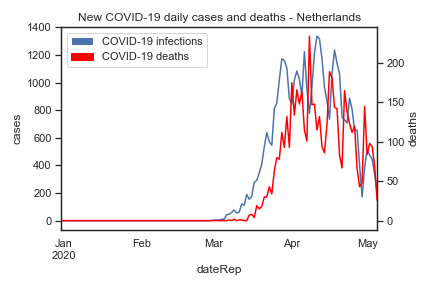 New COVID-19 daily cases and deaths - Netherlands
COVID-19 infections
COVID-19 deaths
1400
1200
1000
800
600
400
200
0
cases
200
150
100
50
0
deaths
Jan Feb Mar Apr May
2020
dateRep